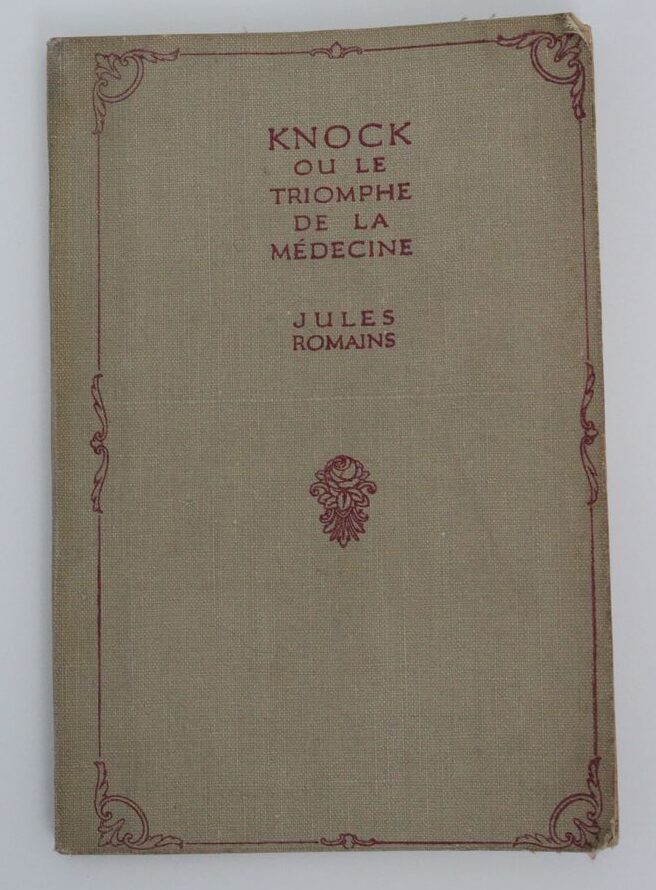 KNOCK
OU LE
TRIOMPHE
DE LA
MÉDECINE
JULES
ROMAINS